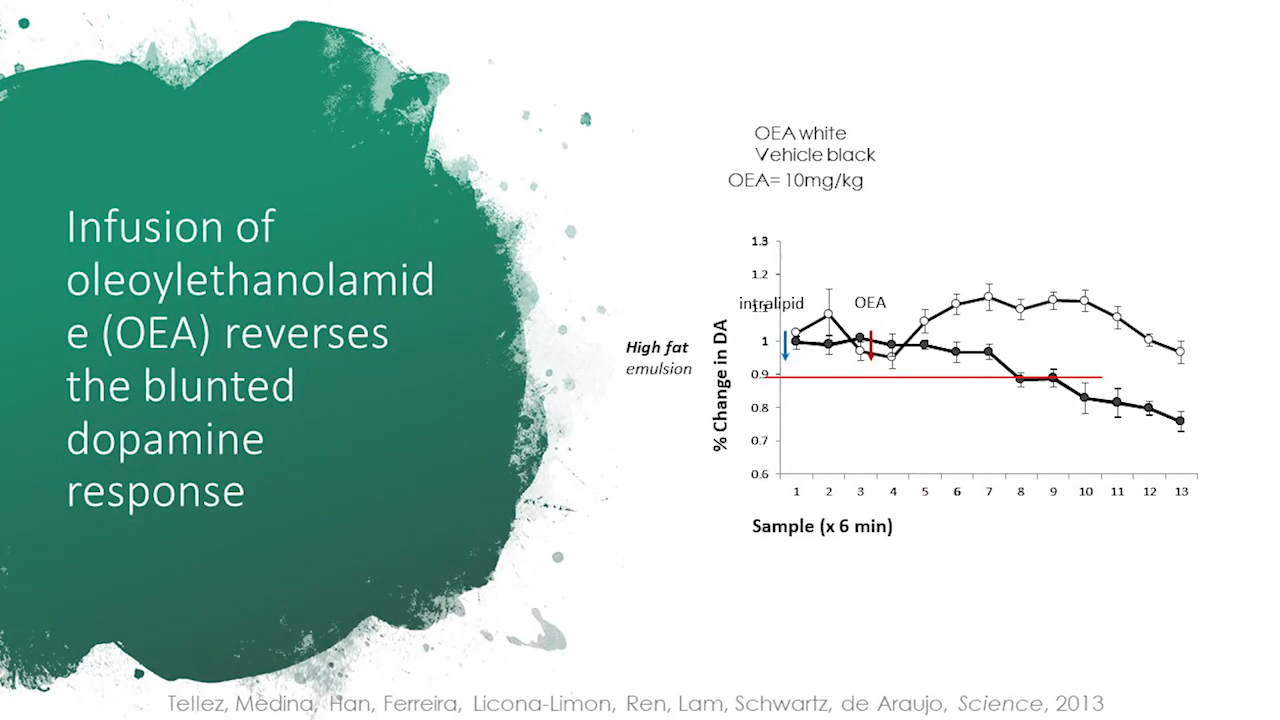 Infusion of
oleoylethanolamid
e (OEA) reverses
the blunted
dopamine
response
OEA white
Vehicle black
OEA= 10mg/kg
1.3
1.2
1.1
1
0.9
0.8
0.7
0.6
intralipid
OEA
High fat
emulsion
% Change in DA
1 2 3 4 5 6 7 8 9 10 11 12 13
Sample (x 6 min)
Tellez, Medina, Han, Ferreira, Licona-Limon, Ren, Lam, Schwartz, de Araujo, Science, 2013